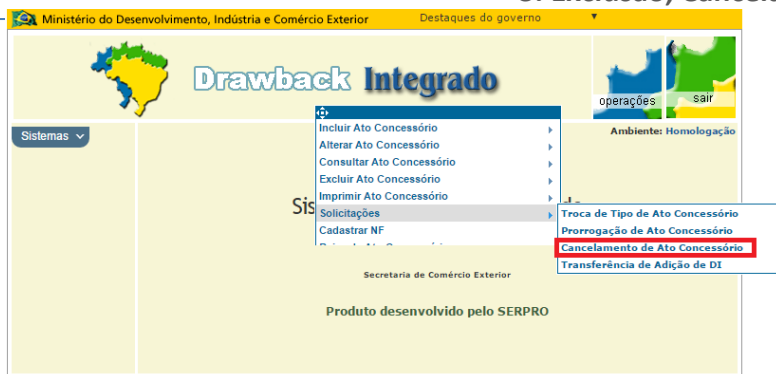 Ministério do Desenvolvimento, Indústria e Comércio Exterior
Destaques do governo
Drawback Integrado
operações
sair
Sistemas
Ambiente: Homologação
Incluir Ato Concessório
Alterar Ato Concessório
Consultar Ato Concessório
Excluir Ato Concessório
Imprimir Ato Concessório
Solicitações
Cadastrar NF
Troca de Tipo de Ato Concessório
Prorrogação de Ato Concessório
Cancelamento de Ato Concessório
Transferência de Adição de DI
Sis
Secretaria de Comércio Exterior
Produto desenvolvido pelo SERPRO